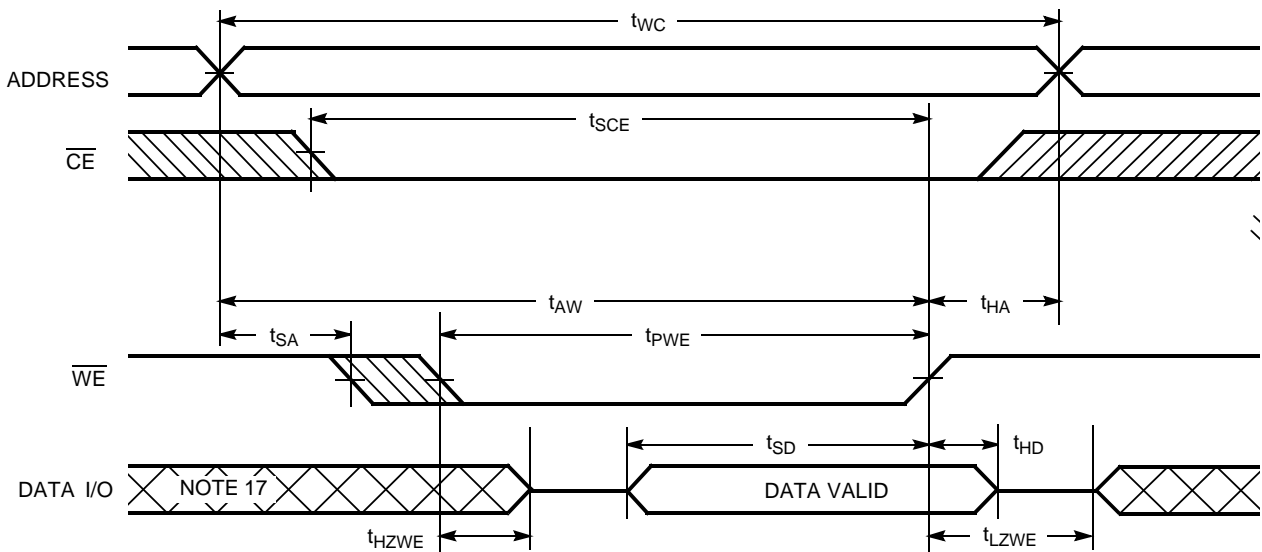 tWC
ADDRESS
tSCE
CE
tAW
tHA
tSA
tPWE
WE
tSD
tHD
DATA I/O
NOTE 17
DATA VALID
tHZWE
tLZWE